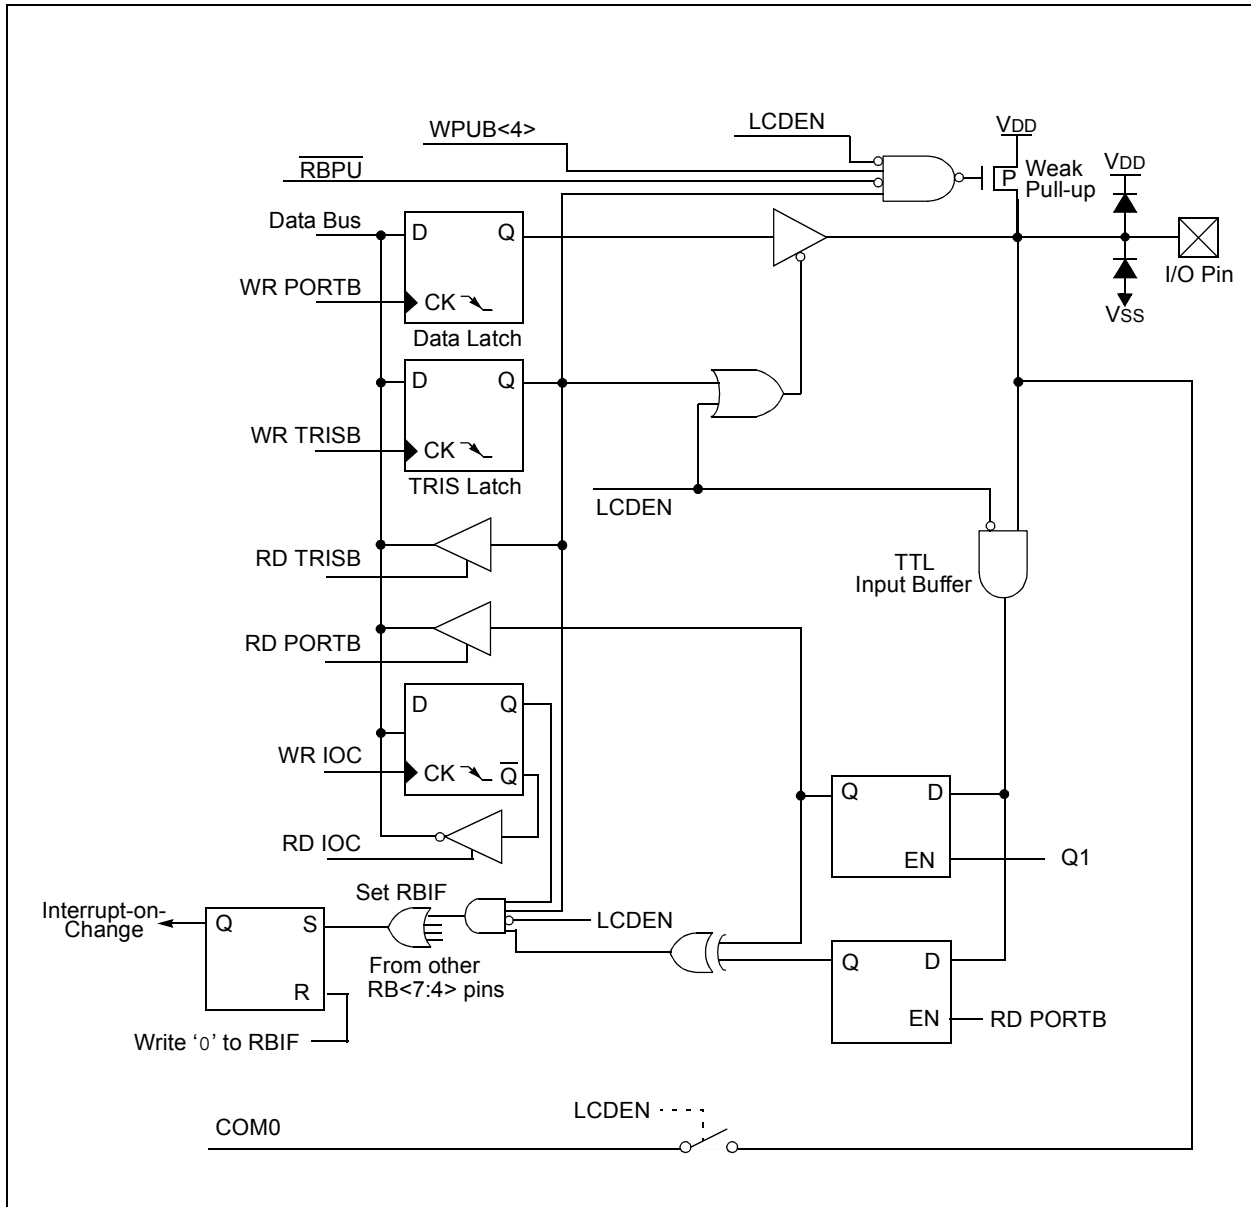 LCDEN
WPUB<4>
VDD
RBPU
P
Weak
Pull-up
VDD
Data Bus
D
Q
I/O Pin
WR PORTB
CK
VSS
Data Latch
D
Q
WR TRISB
CK
TRIS Latch
LCDEN
RD TRISB
TTL
Input Buffer
RD PORTB
D
Q
WR IOC
CK
Q
Q
D
RD IOC
EN
Q1
Set RBIF
Interrupt-on-
Change
Q
S
LCDEN
From other
RB<7:4> pins
Q
D
R
EN
RD PORTB
Write ‘0’ to RBIF
LCDEN
COM0